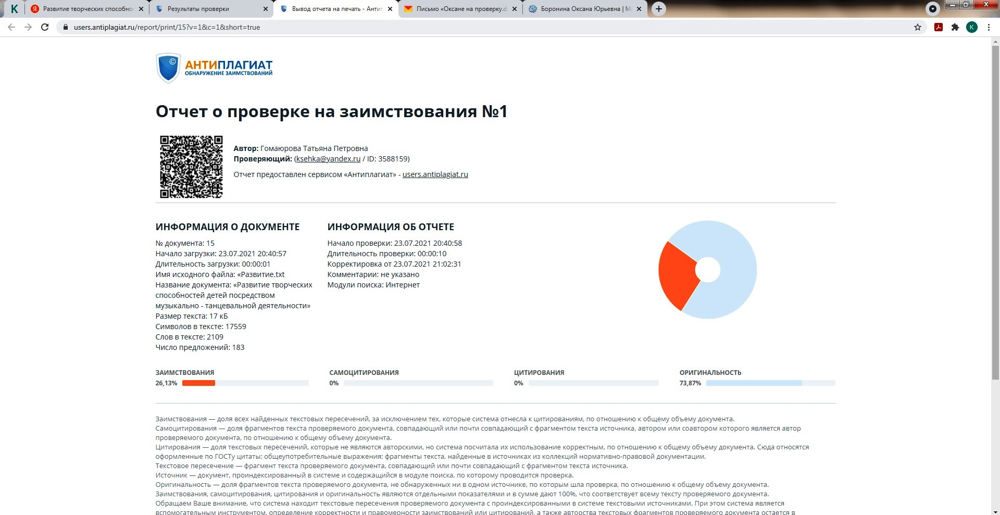 K
Развитие творческих способнос
Результаты проверки
Вывод отчета на печать - Антип
Письмо «Оксане на проверку.d
Боронина Оксана Юрьевна | М
users.antiplagiat.ru/report/print/15?v=1&c=1&short=true
K
АНТИПЛАГИАТ
ОБНАРУЖЕНИЕ ЗАИМСТВОВАНИЙ
Отчет о проверке на заимствования №1
Автор: Гомаюрова Татьяна Петровна
Проверяющий: (ksehka@yandex.ru / ID: 3588159)
Отчет предоставлен сервисом «Антиплагиат» - users.antiplagiat.ru
ИНФОРМАЦИЯ О ДОКУМЕНТЕ
№ документа: 15
Начало загрузки: 23.07.2021 20:40:57
Длительность загрузки: 00:00:01
Имя исходного файла: «Развитие.txt
Название документа: «Развитие творческих
способностей детей посредством
музыкально - танцевальной деятельности»
Размер текста: 17 кБ
Символов в тексте: 17559
Слов в тексте: 2109
Число предложений: 183
ИНФОРМАЦИЯ ОБ ОТЧЕТЕ
Начало проверки: 23.07.2021 20:40:58
Длительность проверки: 00:00:10
Корректировка от 23.07.2021 21:02:31
Комментарии: не указано
Модули поиска: Интернет
ЗАИМСТВОВАНИЯ
26,13%
САМОЦИТИРОВАНИЯ
0%
ЦИТИРОВАНИЯ
0%
ОРИГИНАЛЬНОСТЬ
73,87%
Заимствования — доля всех найденных текстовых пересечений, за исключением тех, которые система отнесла к цитированиям, по отношению к общему объему документа.
Самоцитирования — доля фрагментов текста проверяемого документа, совпадающий или почти совпадающий с фрагментом текста источника, автором или соавтором которого является автор
проверяемого документа, по отношению к общему объему документа.
Цитирования — доля текстовых пересечений, которые не являются авторскими, но система посчитала их использование корректным, по отношению к общему объему документа. Сюда относятся
оформленные по ГОСТу цитаты; общеупотребительные выражения; фрагменты текста, найденные в источниках из коллекций нормативно-правовой документации.
Текстовое пересечение — фрагмент текста проверяемого документа, совпадающий или почти совпадающий с фрагментом текста источника.
Источник — документ, проиндексированный в системе и содержащийся в модуле поиска, по которому проводится проверка.
Оригинальность — доля фрагментов текста проверяемого документа, не обнаруженных ни в одном источнике, по которым шла проверка, по отношению к общему объему документа.
Заимствования, самоцитирования, цитирования и оригинальность являются отдельными показателями и в сумме дают 100%, что соответствует всему тексту проверяемого документа.
Обращаем Ваше внимание, что система находит текстовые пересечения проверяемого документа с проиндексированными в системе текстовыми источниками. При этом система является
вспомогательным инструментом, определение корректности и правомерности заимствований или цитирований, а также авторства текстовых фрагментов проверяемого документа остается в